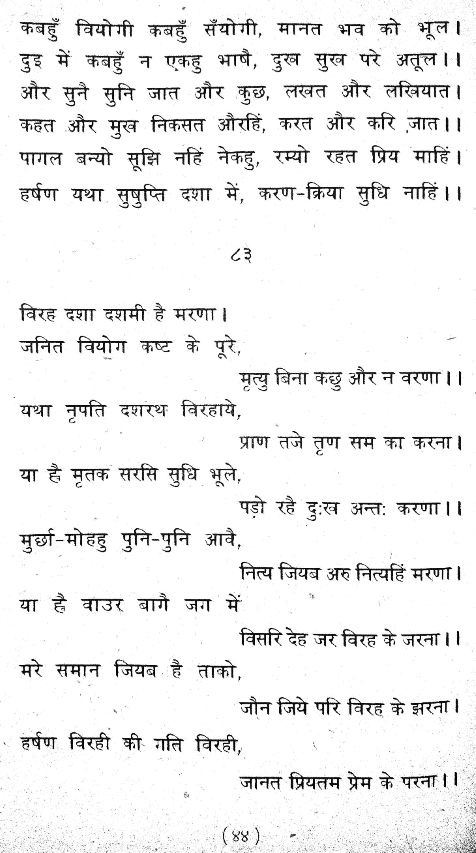 कबहुँ वियोगी कबहुँ सँयोगी, मानत भव को भूल।
दुइ में कबहुँ न एकहु भाषै, दुख सुख परे अतूल।।
और सुनै सुनि जात और कुछ, लखत और लखियात।
कहत और मुख निकसत औरहिं, करत और करि जात।।
पागल बन्यो सूझि नहिं नेकहु, रम्यो रहत प्रिय माहिं।
हर्षण यथा सुषुप्ति दशा में, करण-क्रिया सुधि नाहिं।।
८३
विरह दशा दशमी है मरणा।
जनित वियोग कष्ट के पूरे,
मृत्यु बिना कछु और न वरणा।।
यथा नृपति दशरथ विरहाये,
प्राण तजे तृण सम का करना।
या है मृतक सरसि सुधि भूले,
पड़ो रहै दुःख अन्तः करणा।।
मुर्छा-मोहहु पुनि-पुनि आवै,
नित्य जियब अरु नित्यहिं मरणा।
या है वाउर बागै जग में
विसरि देह जर विरह के जरना।।
मरे समान जियब है ताको,
जौन जिये परि विरह के झरना।
हर्षण विरही की गति विरही,
जानत प्रियतम प्रेम के परना।।
(४४)